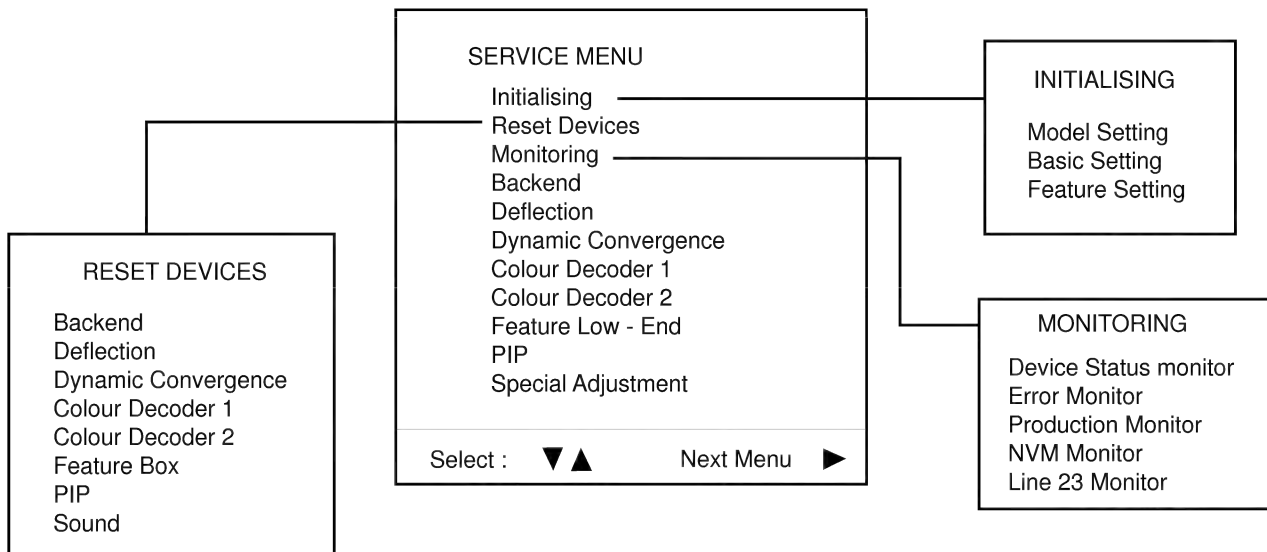 SERVICE MENU
Initialising
Reset Devices
Monitoring
Backend
Deflection
Dynamic Convergence
Colour Decoder 1
Colour Decoder 2
Feature Low - End
PIP
Special Adjustment
Select : ▼ ▲ Next Menu ►
INITIALISING
Model Setting
Basic Setting
Feature Setting
RESET DEVICES
Backend
Deflection
Dynamic Convergence
Colour Decoder 1
Colour Decoder 2
Feature Box
PIP
Sound
MONITORING
Device Status monitor
Error Monitor
Production Monitor
NVM Monitor
Line 23 Monitor